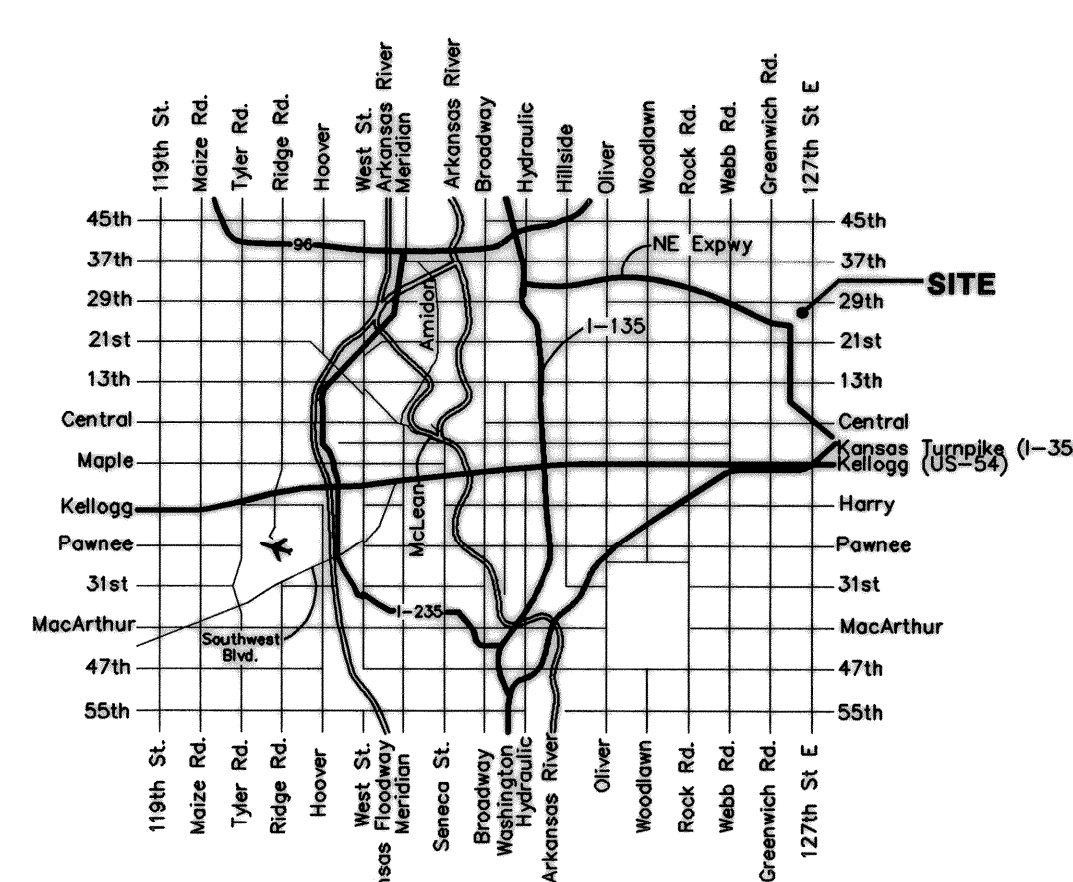 119th St.
Maize Rd.
Tyler Rd.
Ridge Rd.
Hoover
West St.
Arkansas River
Meridian
Arkansas River
Broadway
Hydraulic
Hillside
Oliver
Woodlawn
Rock Rd.
Webb Rd.
Greenwich Rd.
127th St E
45th
45th
96
NE Expwy
37th
37th
SITE
29th
29th
Amidon
I-135
21st
21st
13th
13th
Central
Central
Kansas Turnpike (I-35
Maple
Kellogg (US-54)
Kellogg
McLean
Harry
Pawnee
Pawnee
31st
31st
I-235
MacArthur
MacArthur
Southwest
Blvd.
47th
47th
55th
55th
119th St.
Maize Rd.
Tyler Rd.
Ridge Rd.
Hoover
West St.
nsas Floodway
Meridian
Seneca St.
Broadway
Washington
Hydraulic
Arkansas River
Oliver
Woodlawn
Rock Rd.
Webb Rd.
Greenwich Rd.
127th St E